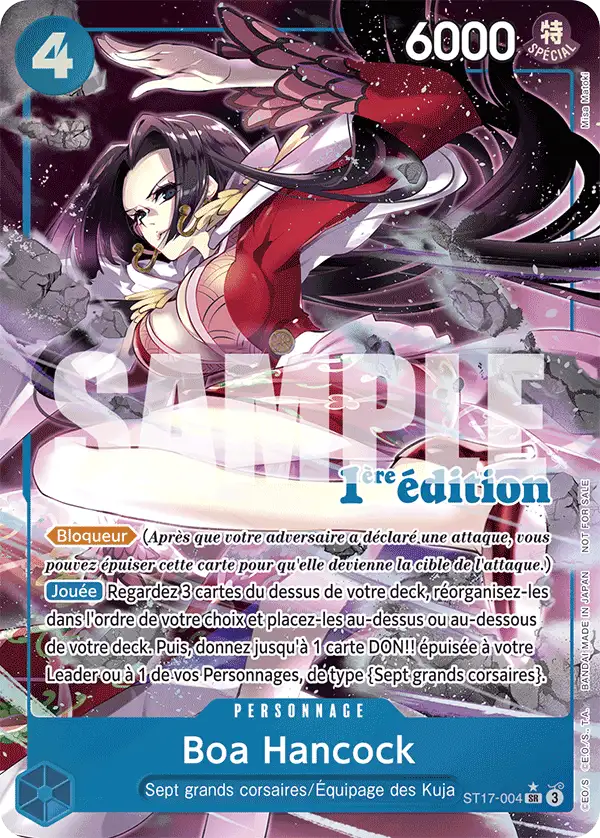 4
6000
特
SPÉCIAL
Misa Matoki
SAMPLE
1ère édition
Bloqueur (Après que votre adversaire a déclaré une attaque, vous
pouvez épuiser cette carte pour qu'elle devienne la cible de l'attaque.)
Jouée Regardez 3 cartes du dessus de votre deck, réorganisez-les
dans l'ordre de votre choix et placez-les au-dessus ou au-dessous
de votre deck. Puis, donnez jusqu'à 1 carte DON!! épuisée à votre
Leader ou à 1 de vos Personnages, de type {Sept grands corsaires}.
PERSONNAGE
Boa Hancock
Sept grands corsaires/Équipage des Kuja
ST17-004 SR 3
©E.O/S. ©E.O./S., T.A. BANDAI MADE IN JAPAN NOT FOR SALE